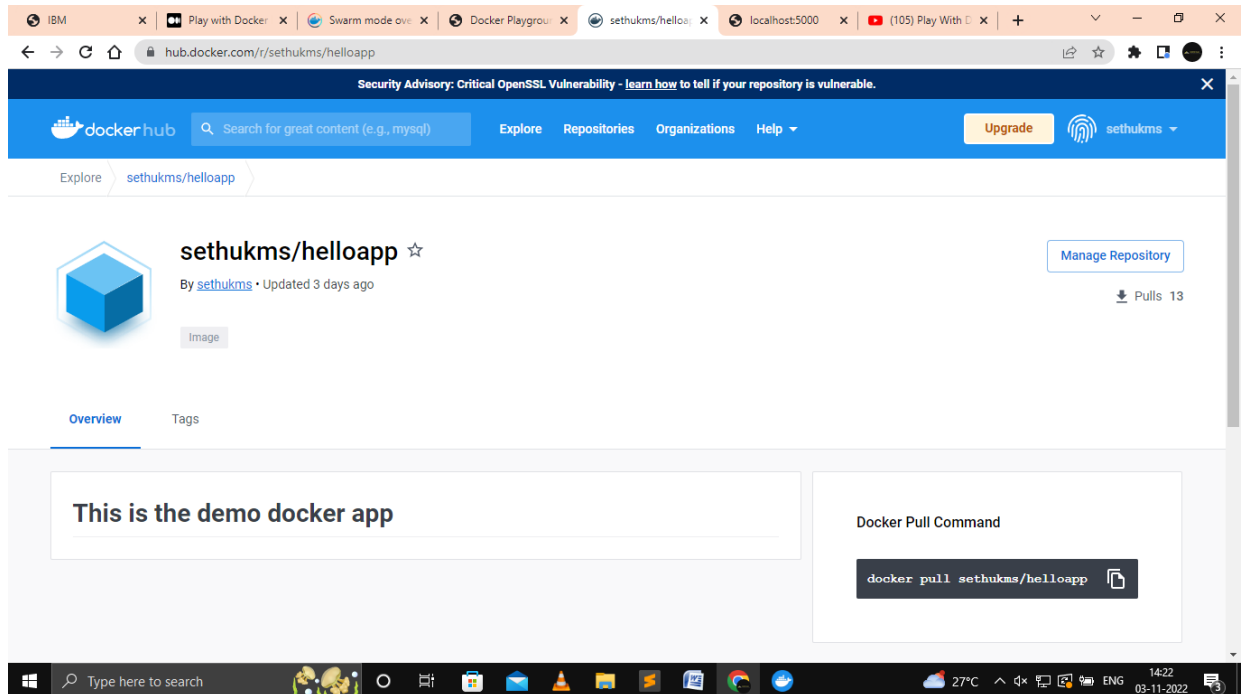 IBM
Play with Docker
Swarm mode ove
Docker Playgrou
sethukms/helloa
localhost:5000
(105) Play With D
hub.docker.com/r/sethukms/helloapp
Security Advisory: Critical OpenSSL Vulnerability - learn how to tell if your repository is vulnerable.
dockerhub
Search for great content (e.g., mysql)
Explore
Repositories
Organizations
Help
Upgrade
sethukms
Explore
sethukms/helloapp
sethukms/helloapp
Manage Repository
By sethukms • Updated 3 days ago
Pulls 13
Image
Overview
Tags
This is the demo docker app
Docker Pull Command
docker pull sethukms/helloapp
Type here to search
27°C
ENG
14:22
03-11-2022
3